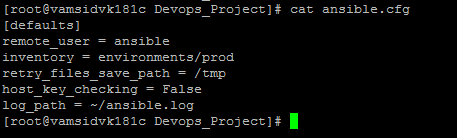 [root@vamsidvk181c Devops_Project]# cat ansible.cfg
[defaults]
remote_user = ansible
inventory = environments/prod
retry_files_save_path = /tmp
host_key_checking = False
log_path = ~/ansible.log
[root@vamsidvk181c Devops_Project]#